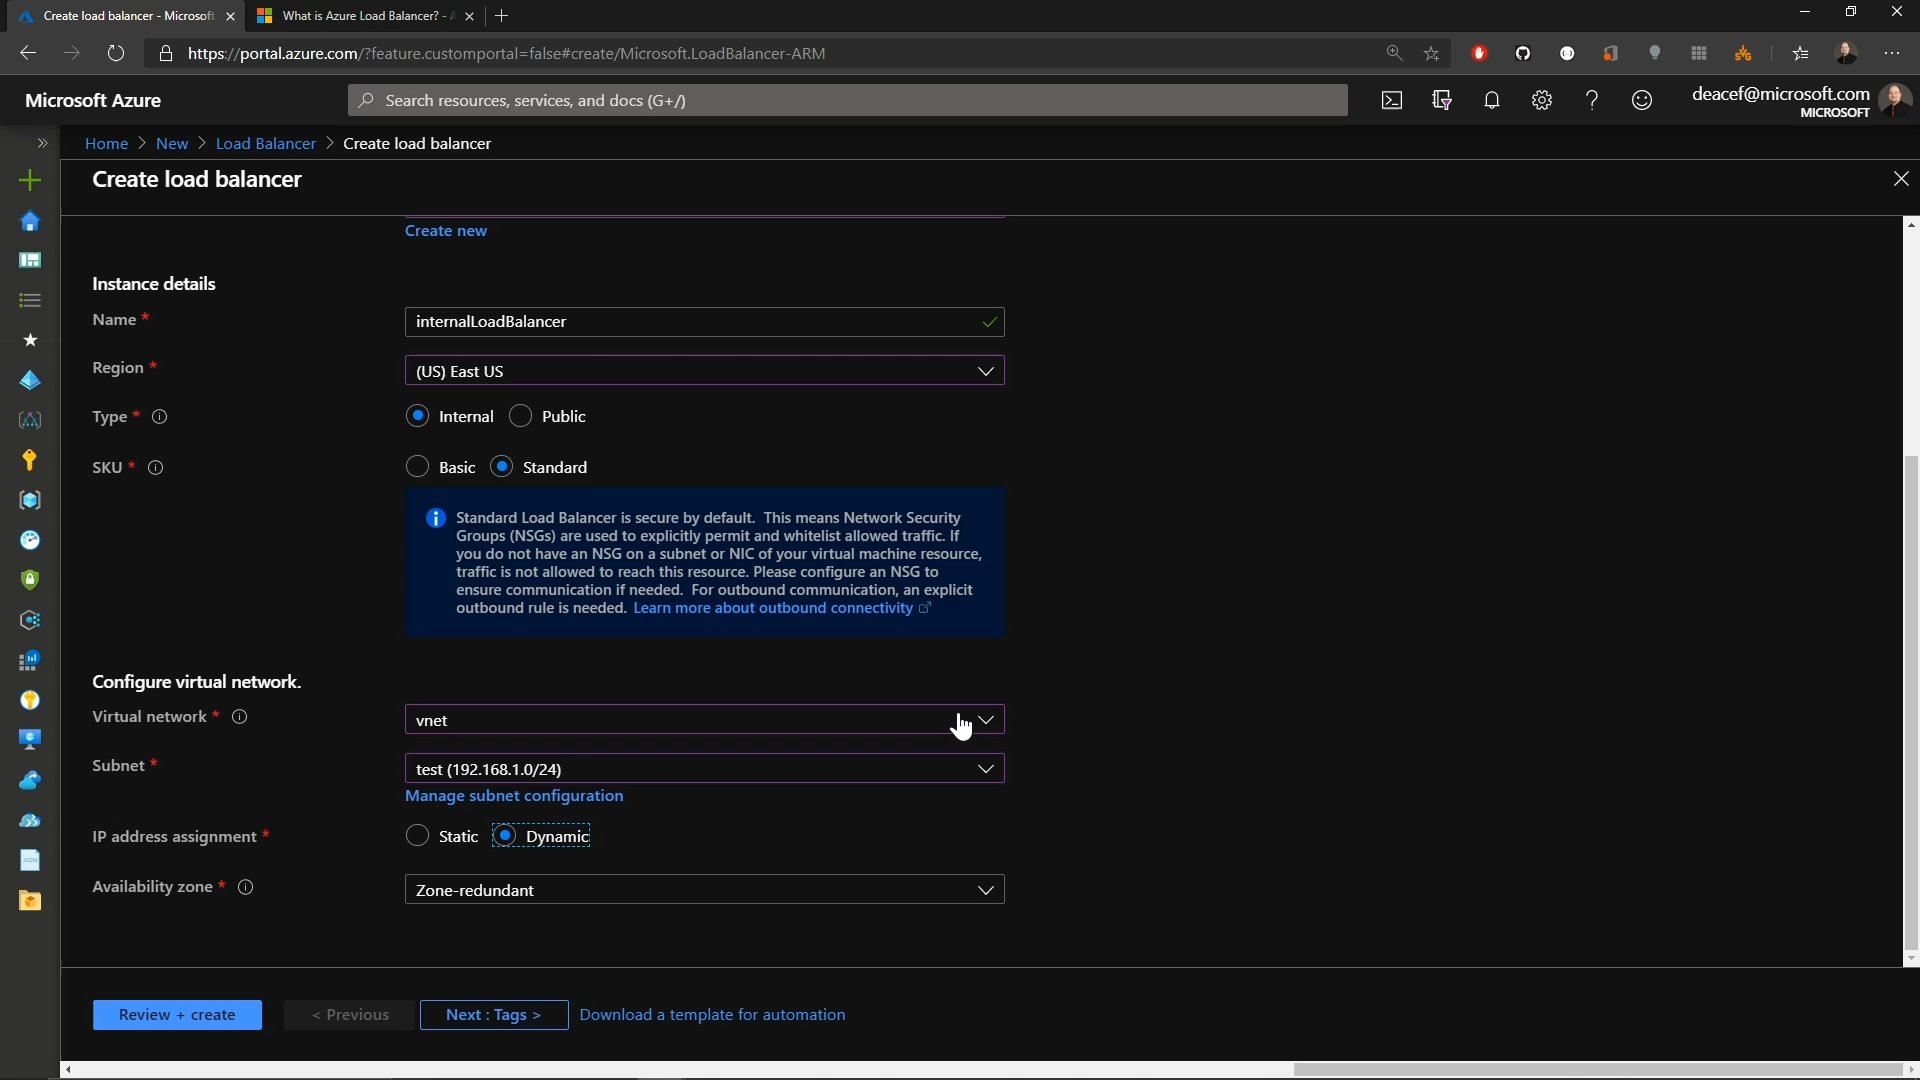 Create load balancer - Microsoft
What is Azure Load Balancer? - A
https://portal.azure.com/?feature.customportal=false#create/Microsoft.LoadBalancer-ARM
Microsoft Azure
Search resources, services, and docs (G+/)
deacef@microsoft.com
MICROSOFT
Home > New > Load Balancer > Create load balancer
Create load balancer
Create new
Instance details
Name *
internalLoadBalancer
Region *
(US) East US
Type *
Internal
Public
SKU *
Basic
Standard
Standard Load Balancer is secure by default. This means Network Security
Groups (NSGs) are used to explicitly permit and whitelist allowed traffic. If
you do not have an NSG on a subnet or NIC of your virtual machine resource,
traffic is not allowed to reach this resource. Please configure an NSG to
ensure communication if needed. For outbound communication, an explicit
outbound rule is needed. Learn more about outbound connectivity
Configure virtual network.
Virtual network *
vnet
Subnet *
test (192.168.1.0/24)
Manage subnet configuration
IP address assignment *
Static
Dynamic
Availability zone *
Zone-redundant
Review + create
< Previous
Next : Tags >
Download a template for automation